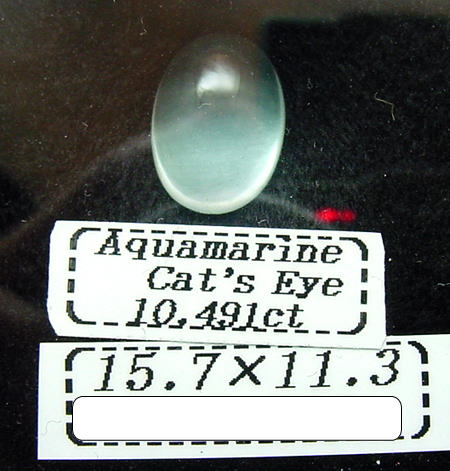 Aquamarine
Cat's Eye
10.491ct
15.7×11.3